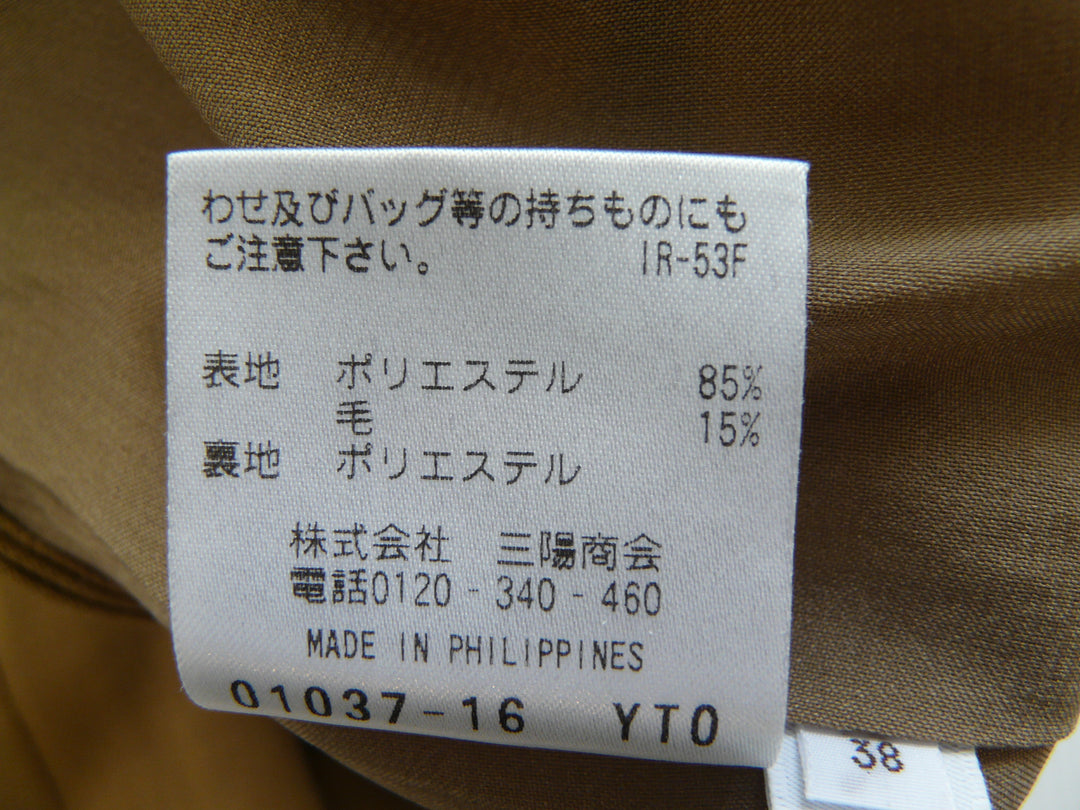 わせ及びバッグ等の持ちものにも
ご注意下さい。 IR-53F
表地 ポリエステル 85%
毛 15%
裏地 ポリエステル
株式会社 三陽商会
電話0120-340-460
MADE IN PHILIPPINES
01037-16 YTO
38